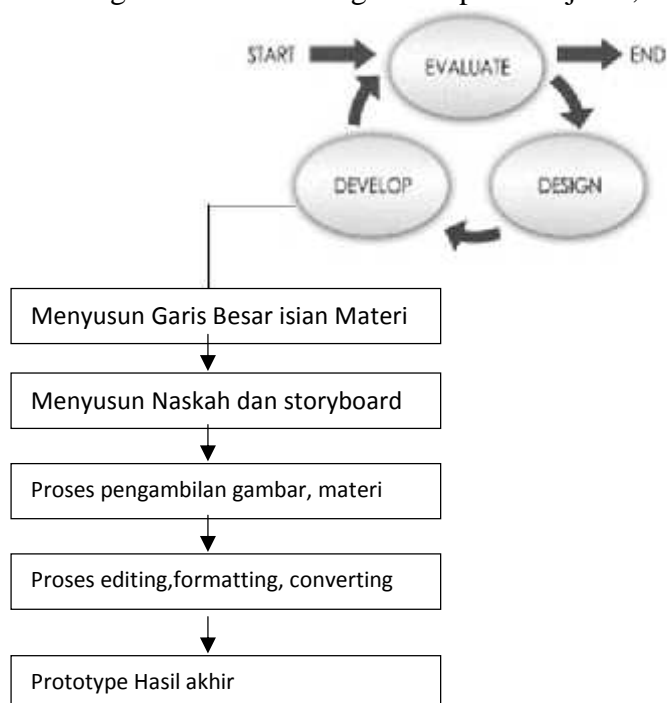 START
EVALUATE
END
DEVELOP
DESIGN
Menyusun Garis Besar isian Materi
Menyusun Naskah dan storyboard
Proses pengambilan gambar, materi
Proses editing,formatting, converting
Prototype Hasil akhir